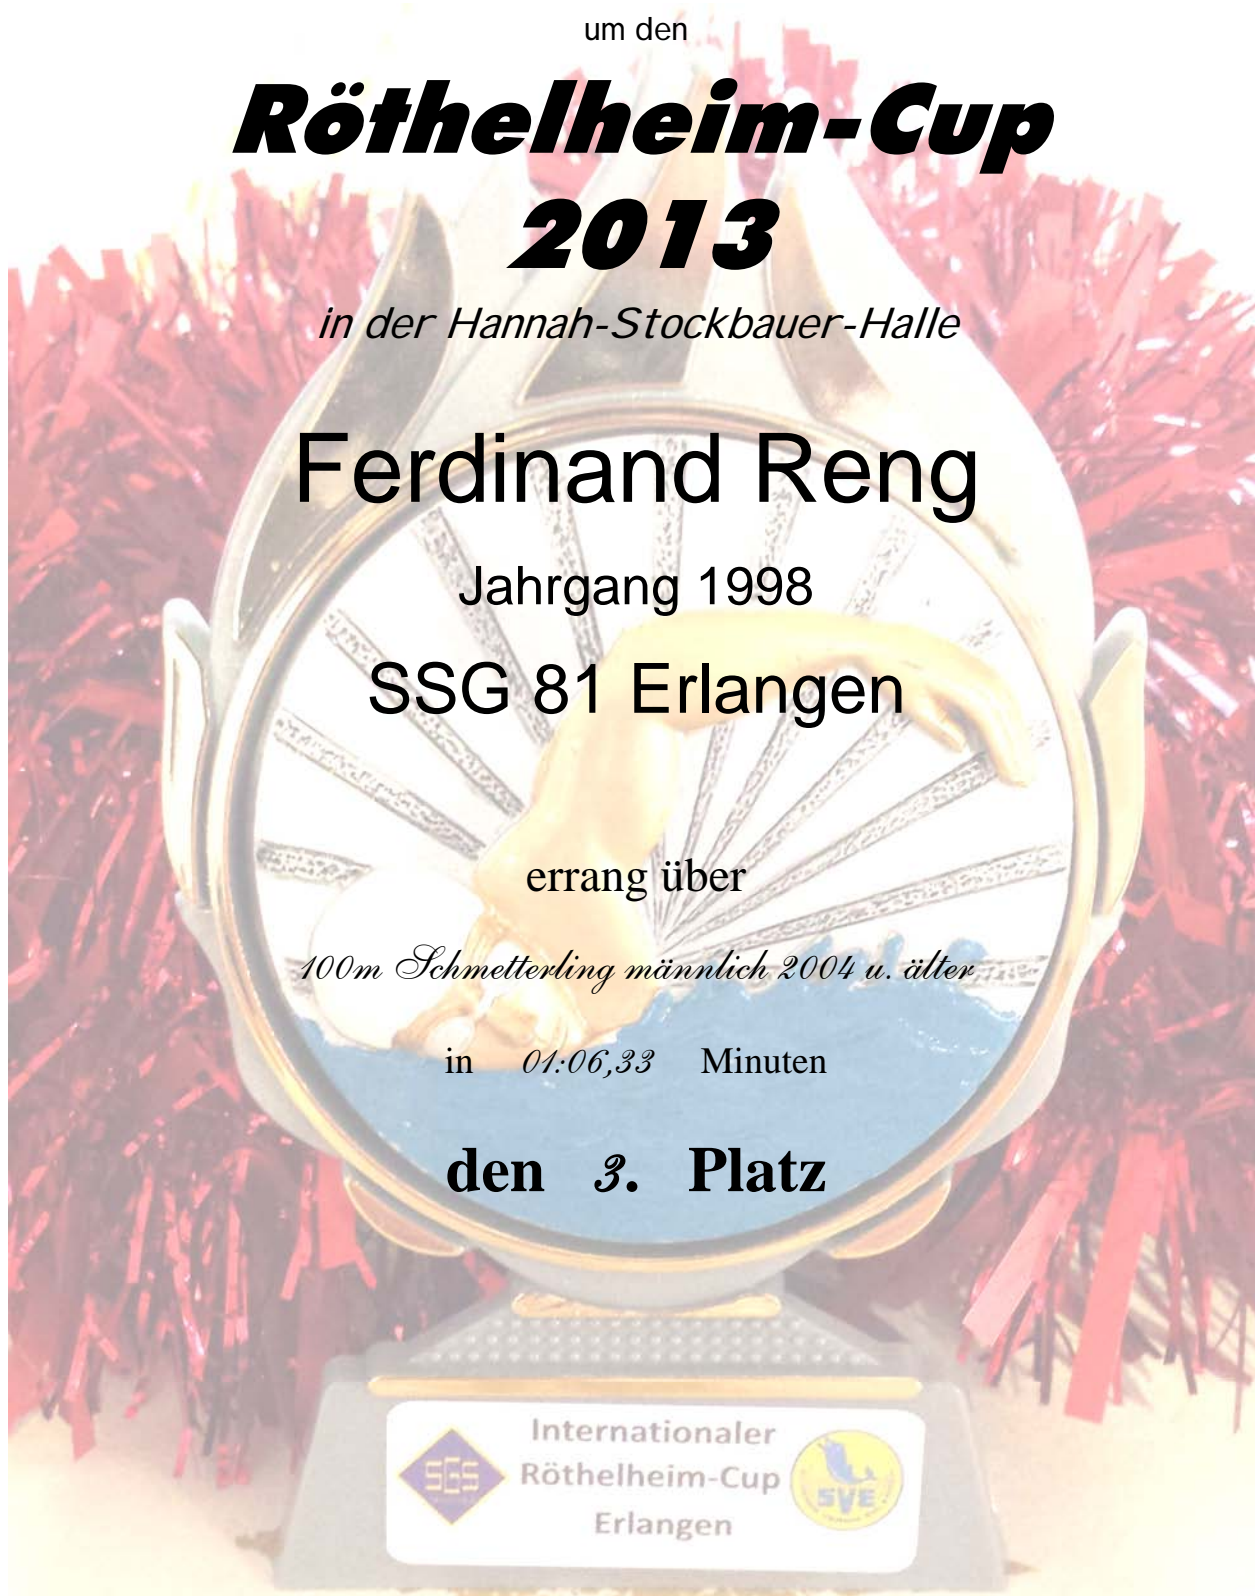 um den
Röthelheim-Cup
2013
in der Hannah-Stockbauer-Halle
Ferdinand Reng
Jahrgang 1998
SSG 81 Erlangen
errang über
100m Schmetterling männlich 2004 u. älter
in 01:06,33 Minuten
den 3. Platz
Internationaler
SGS Röthelheim-Cup SVE
Erlangen